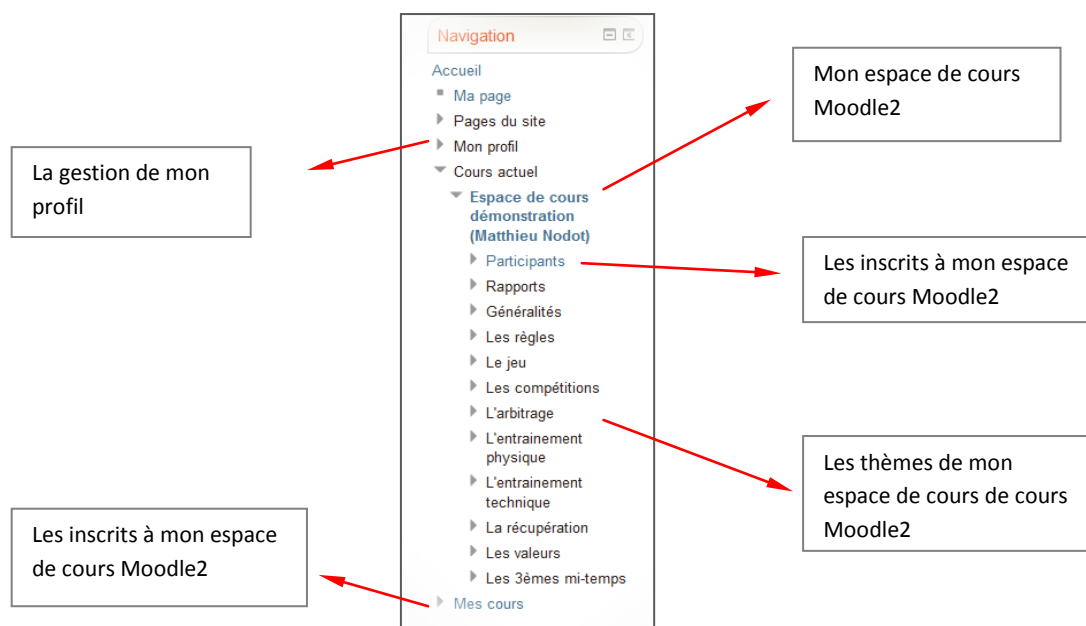 Navigation
Accueil
Ma page
Pages du site
Mon profil
Cours actuel
Espace de cours
démonstration
(Matthieu Nodot)
Participants
Rapports
Généralités
Les règles
Le jeu
Les compétitions
L'arbitrage
L'entrainement
physique
L'entrainement
technique
La récupération
Les valeurs
Les 3èmes mi-temps
Mes cours
La gestion de mon
profil
Les inscrits à mon espace
de cours Moodle2
Mon espace de cours
Moodle2
Les inscrits à mon espace
de cours Moodle2
Les thèmes de mon
espace de cours de cours
Moodle2